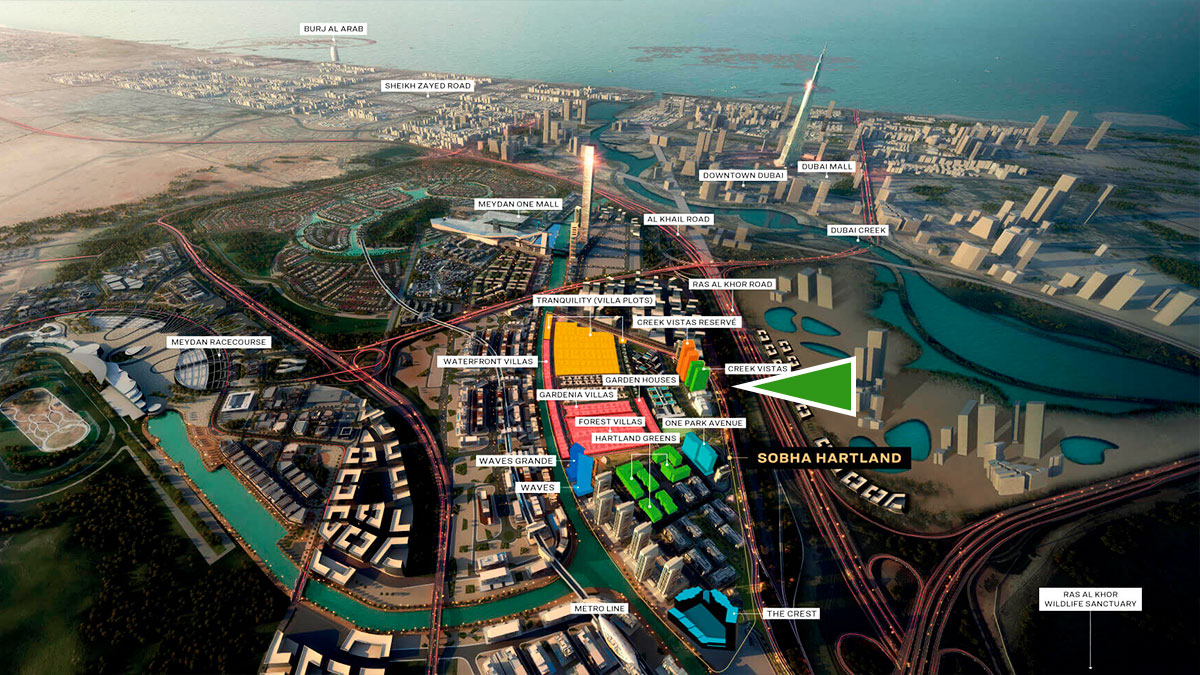 BURJ AL ARAB
SHEIKH ZAYED ROAD
DUBAI MALL
DOWNTOWN DUBAI
MEYDAN ONE MALL
AL KHAIL ROAD
DUBAI CREEK
RAS AL KHOR ROAD
TRANQUILITY (VILLA PLOTS)
CREEK VISTAS RESERVÉ
MEYDAN RACECOURSE
WATERFRONT VILLAS
CREEK VISTAS
GARDEN HOUSES
GARDENIA VILLAS
FOREST VILLAS
ONE PARK AVENUE
HARTLAND GREENS
SOBHA HARTLAND
WAVES GRANDE
WAVES
METRO LINE
THE CREST
RAS AL KHOR
WILDLIFE SANCTUARY